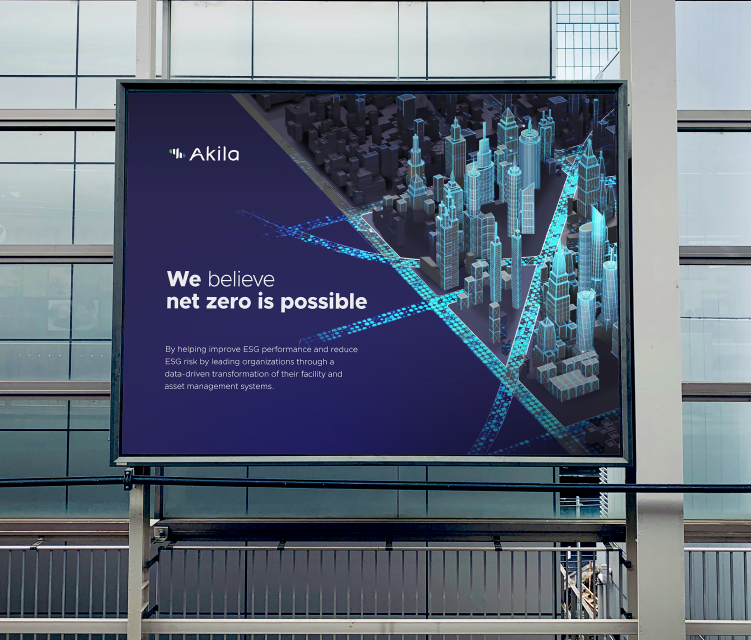 Akila
We believe
net zero is possible
By helping improve ESG performance and reduce
ESG risk by leading organizations through a
data-driven transformation of their facility and
asset management systems.